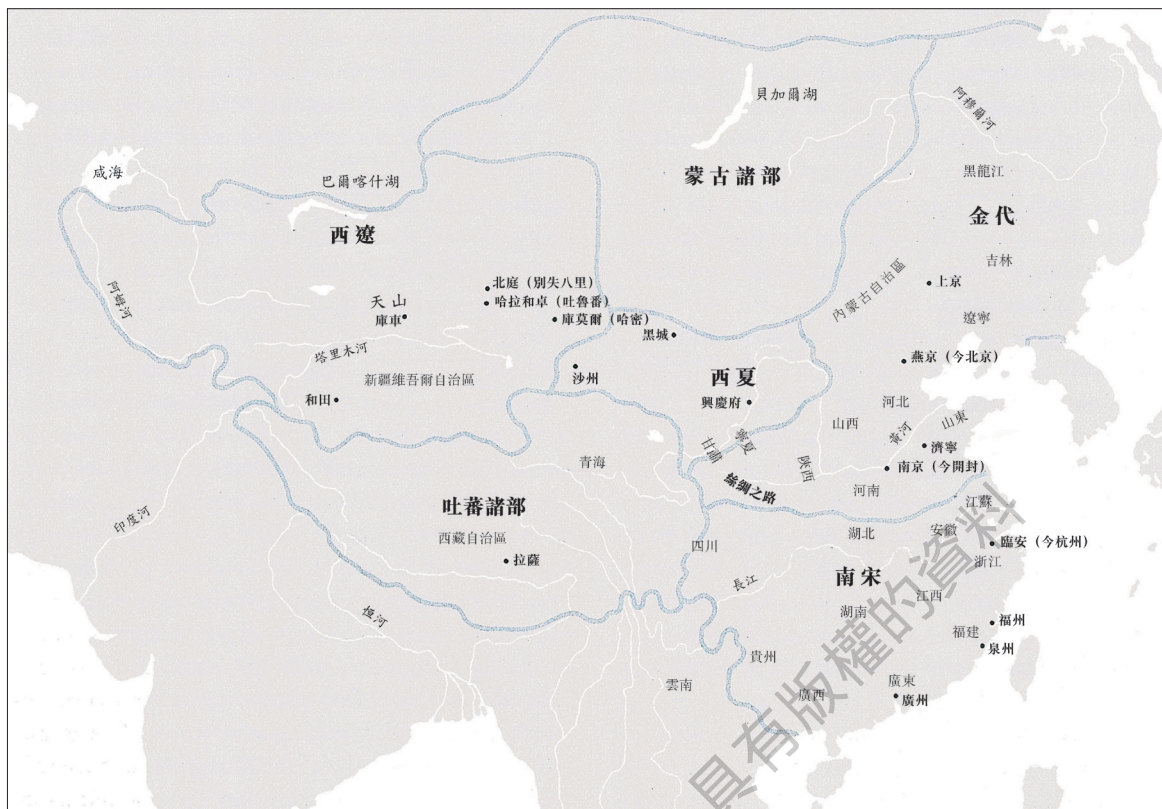 貝加爾湖
阿穆爾河
咸海
巴爾喀什湖
蒙古諸部
黑龍江
金代
西遼
吉林
內蒙古自治區
北庭（別失八里）
上京
哈拉和卓（吐魯番）
阿姆河
天山
庫車
庫莫爾（哈密）
遼寧
黑城
塔里木河
燕京（今北京）
沙州
西夏
新疆維吾爾自治區
和田
興慶府
河北
山西
黃河
山東
寧夏
濟寧
甘肅
青海
陝西
南京（今開封）
絲綢之路
河南
吐蕃諸部
江蘇
印度河
西藏自治區
湖北
安徽
四川
臨安（今杭州）
拉薩
浙江
南宋
長江
江西
恆河
湖南
福州
福建
泉州
貴州
雲南
廣東
廣西
廣州
具有版權的資料